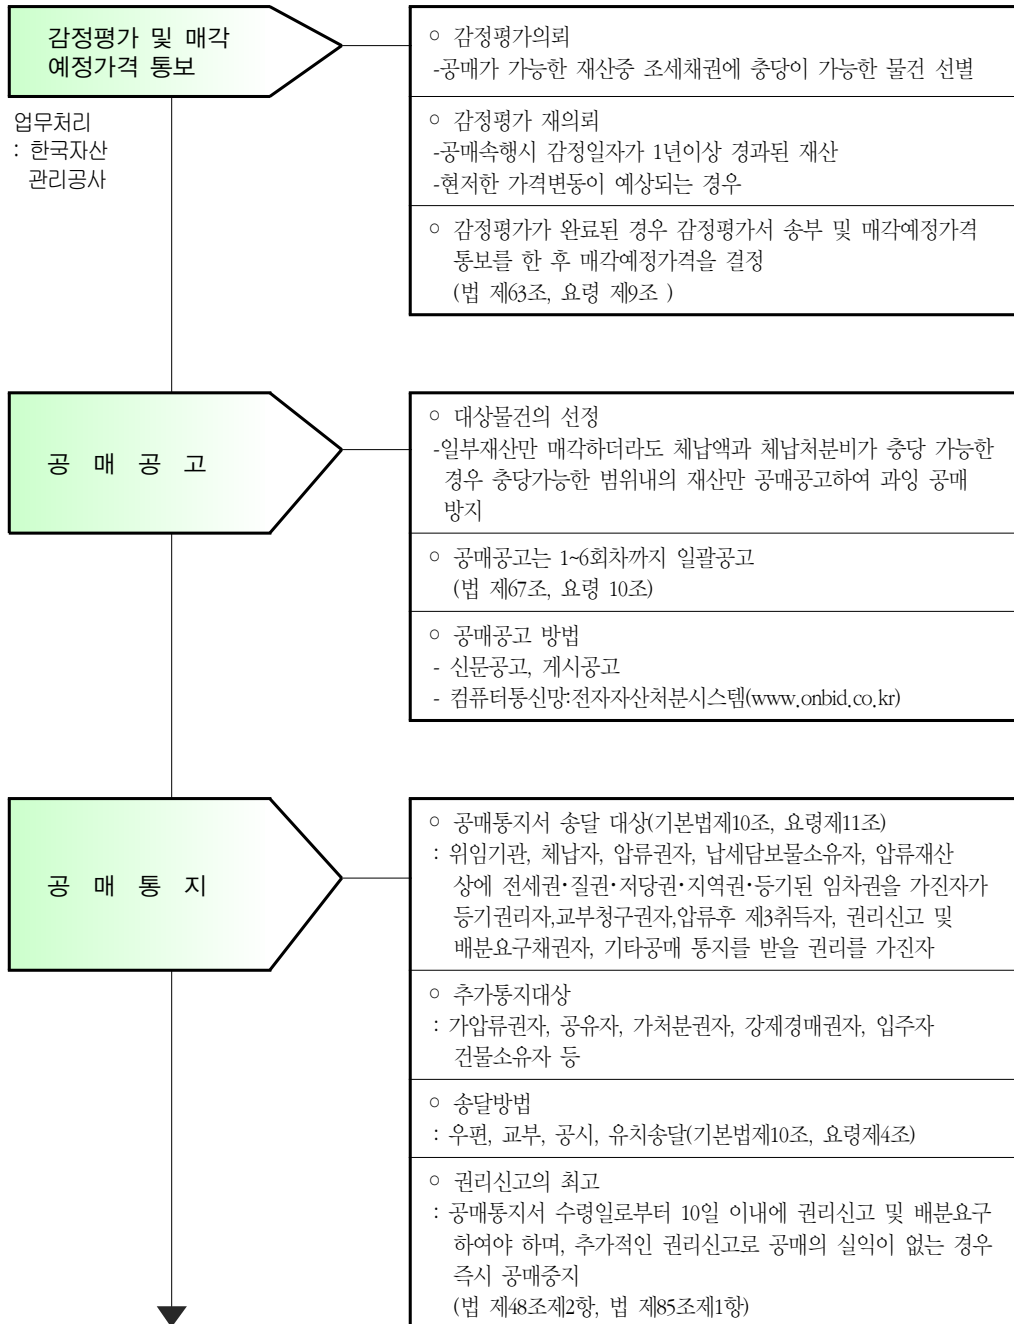 감정평가 및 매각
예정가격 통보
업무처리
: 한국자산
관리공사
○ 감정평가의뢰
-공매가 가능한 재산중 조세채권에 충당이 가능한 물건 선별
○ 감정평가 재의뢰
-공매속행시 감정일자가 1년이상 경과된 재산
-현저한 가격변동이 예상되는 경우
○ 감정평가가 완료된 경우 감정평가서 송부 및 매각예정가격
통보를 한 후 매각예정가격을 결정
(법 제63조, 요령 제9조 )
공 매 공 고
○ 대상물건의 선정
-일부재산만 매각하더라도 체납액과 체납처분비가 충당 가능한
경우 충당가능한 범위내의 재산만 공매공고하여 과잉 공매
방지
○ 공매공고는 1~6회차까지 일괄공고
(법 제67조, 요령 10조)
○ 공매공고 방법
- 신문공고, 게시공고
- 컴퓨터통신망:전자자산처분시스템(www.onbid.co.kr)
공 매 통 지
○ 공매통지서 송달 대상(기본법제10조, 요령제11조)
: 위임기관, 체납자, 압류권자, 납세담보물소유자, 압류재산
상에 전세권·질권·저당권·지역권·등기된 임차권을 가진자가
등기권리자,교부청구권자,압류후 제3취득자, 권리신고 및
배분요구채권자, 기타공매 통지를 받을 권리를 가진자
○ 추가통지대상
: 가압류권자, 공유자, 가처분권자, 강제경매권자, 입주자
건물소유자 등
○ 송달방법
: 우편, 교부, 공시, 유치송달(기본법제10조, 요령제4조)
○ 권리신고의 최고
: 공매통지서 수령일로부터 10일 이내에 권리신고 및 배분요구
하여야 하며, 추가적인 권리신고로 공매의 실익이 없는 경우
즉시 공매중지
(법 제48조제2항, 법 제85조제1항)